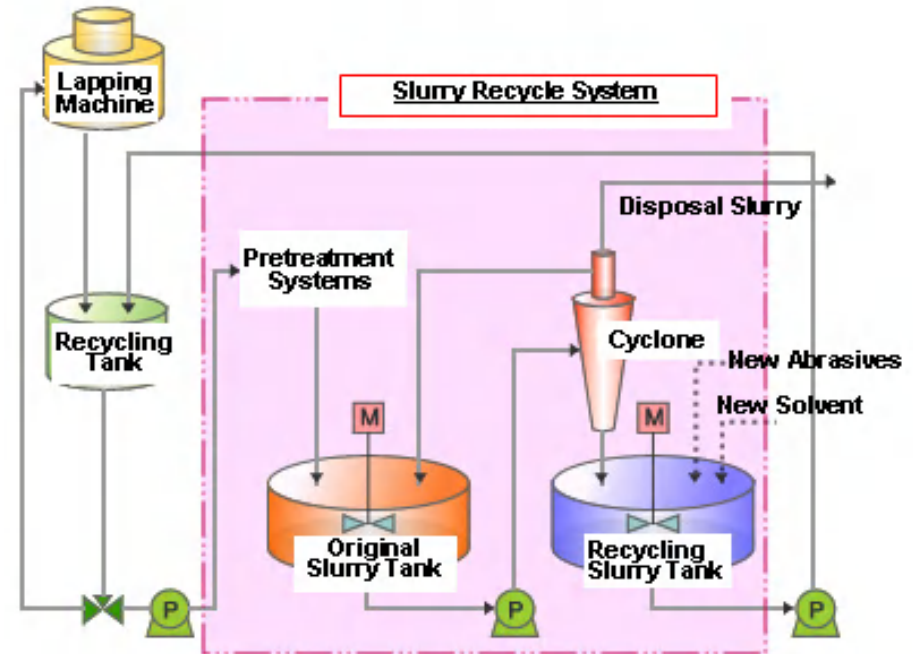 Lapping
Machine
Slurry Recycle System
Disposal Slurry
Pretreatment
Systems
Recycling
Tank
Cyclone
New Abrasives
New Solvent
M
M
Original
Slurry Tank
Recycling
Slurry Tank
P
P
P